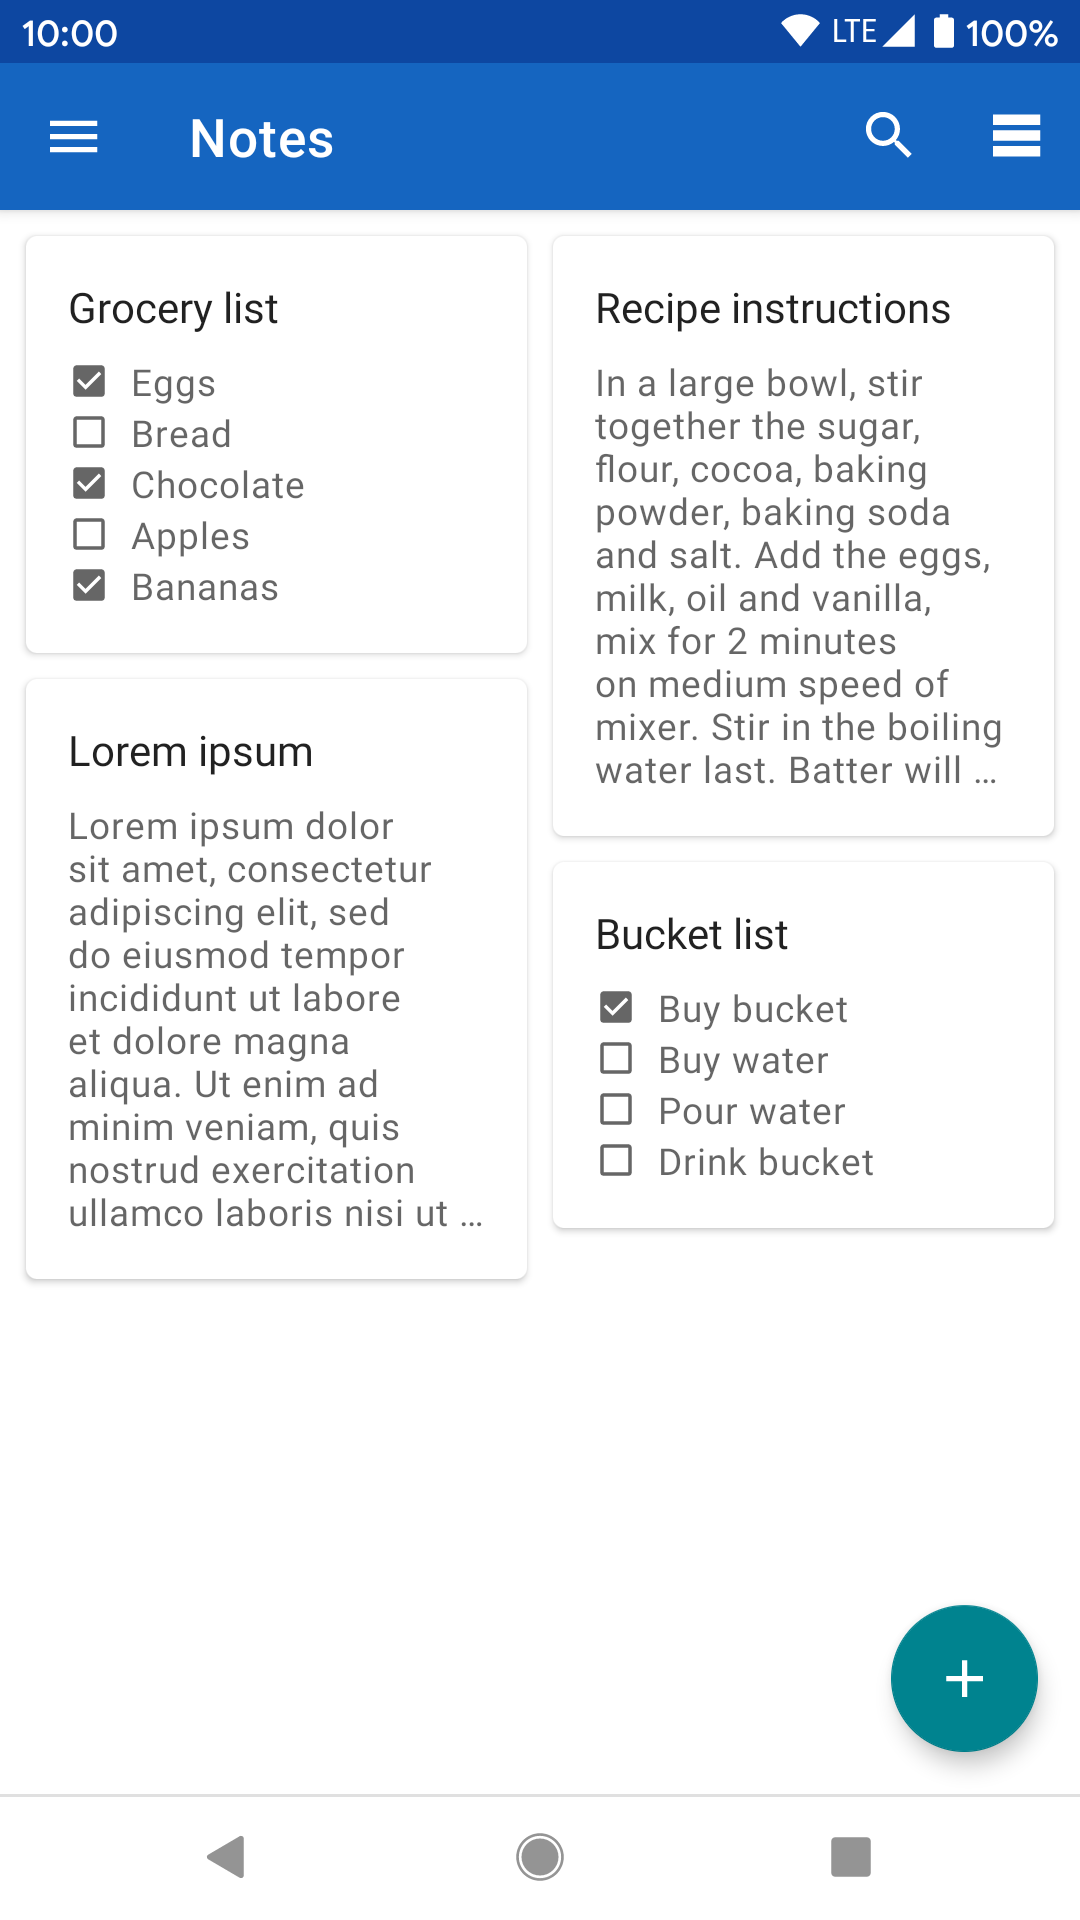 10:00 LTE 100%
Notes
Grocery list
Eggs
Bread
Chocolate
Apples
Bananas
Lorem ipsum
Lorem ipsum dolor
sit amet, consectetur
adipiscing elit, sed
do eiusmod tempor
incididunt ut labore
et dolore magna
aliqua. Ut enim ad
minim veniam, quis
nostrud exercitation
ullamco laboris nisi ut ...
Recipe instructions
In a large bowl, stir
together the sugar,
flour, cocoa, baking
powder, baking soda
and salt. Add the eggs,
milk, oil and vanilla,
mix for 2 minutes
on medium speed of
mixer. Stir in the boiling
water last. Batter will ...
Bucket list
Buy bucket
Buy water
Pour water
Drink bucket